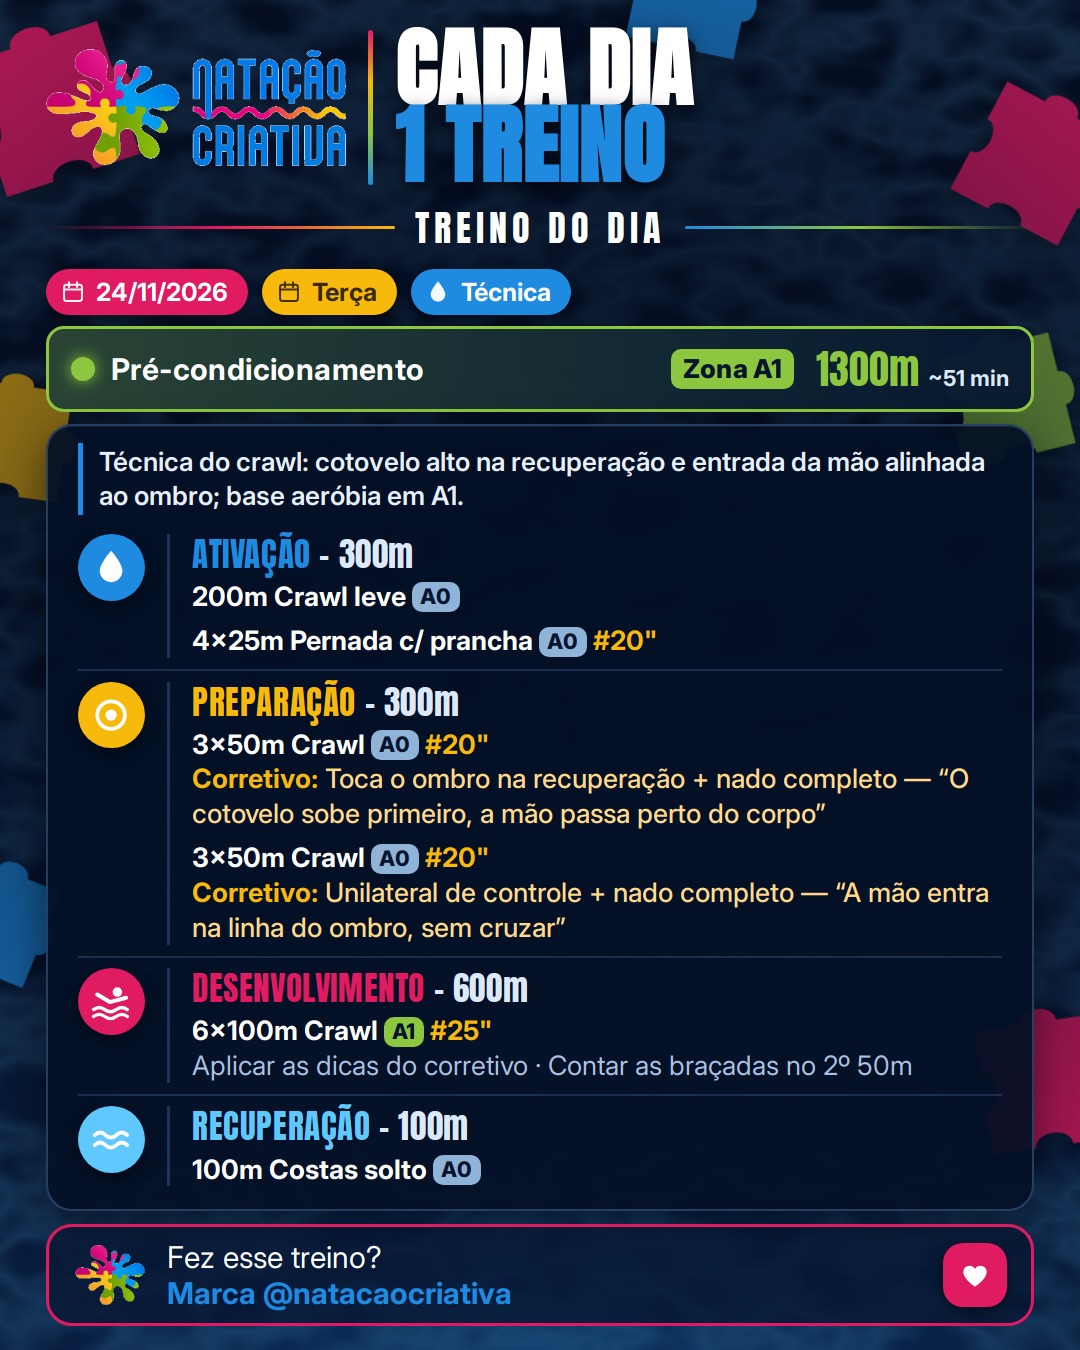 NATAÇÃO
CRIATIVA
CADA DIA
1 TREINO
TREINO DO DIA
24/11/2026
Terça
Técnica
Pré-condicionamento
Zona A1
1300m ~51 min
Técnica do crawl: cotovelo alto na recuperação e entrada da mão alinhada
ao ombro; base aeróbia em A1.
ATIVAÇÃO - 300m
200m Crawl leve A0
4×25m Pernada c/ prancha A0 #20"
PREPARAÇÃO - 300m
3×50m Crawl A0 #20"
Corretivo: Toca o ombro na recuperação + nado completo — “O
cotovelo sobe primeiro, a mão passa perto do corpo”
3×50m Crawl A0 #20"
Corretivo: Unilateral de controle + nado completo — “A mão entra
na linha do ombro, sem cruzar”
DESENVOLVIMENTO - 600m
6×100m Crawl A1 #25"
Aplicar as dicas do corretivo · Contar as braçadas no 2º 50m
RECUPERAÇÃO - 100m
100m Costas solto A0
Fez esse treino?
Marca @natacaocriativa